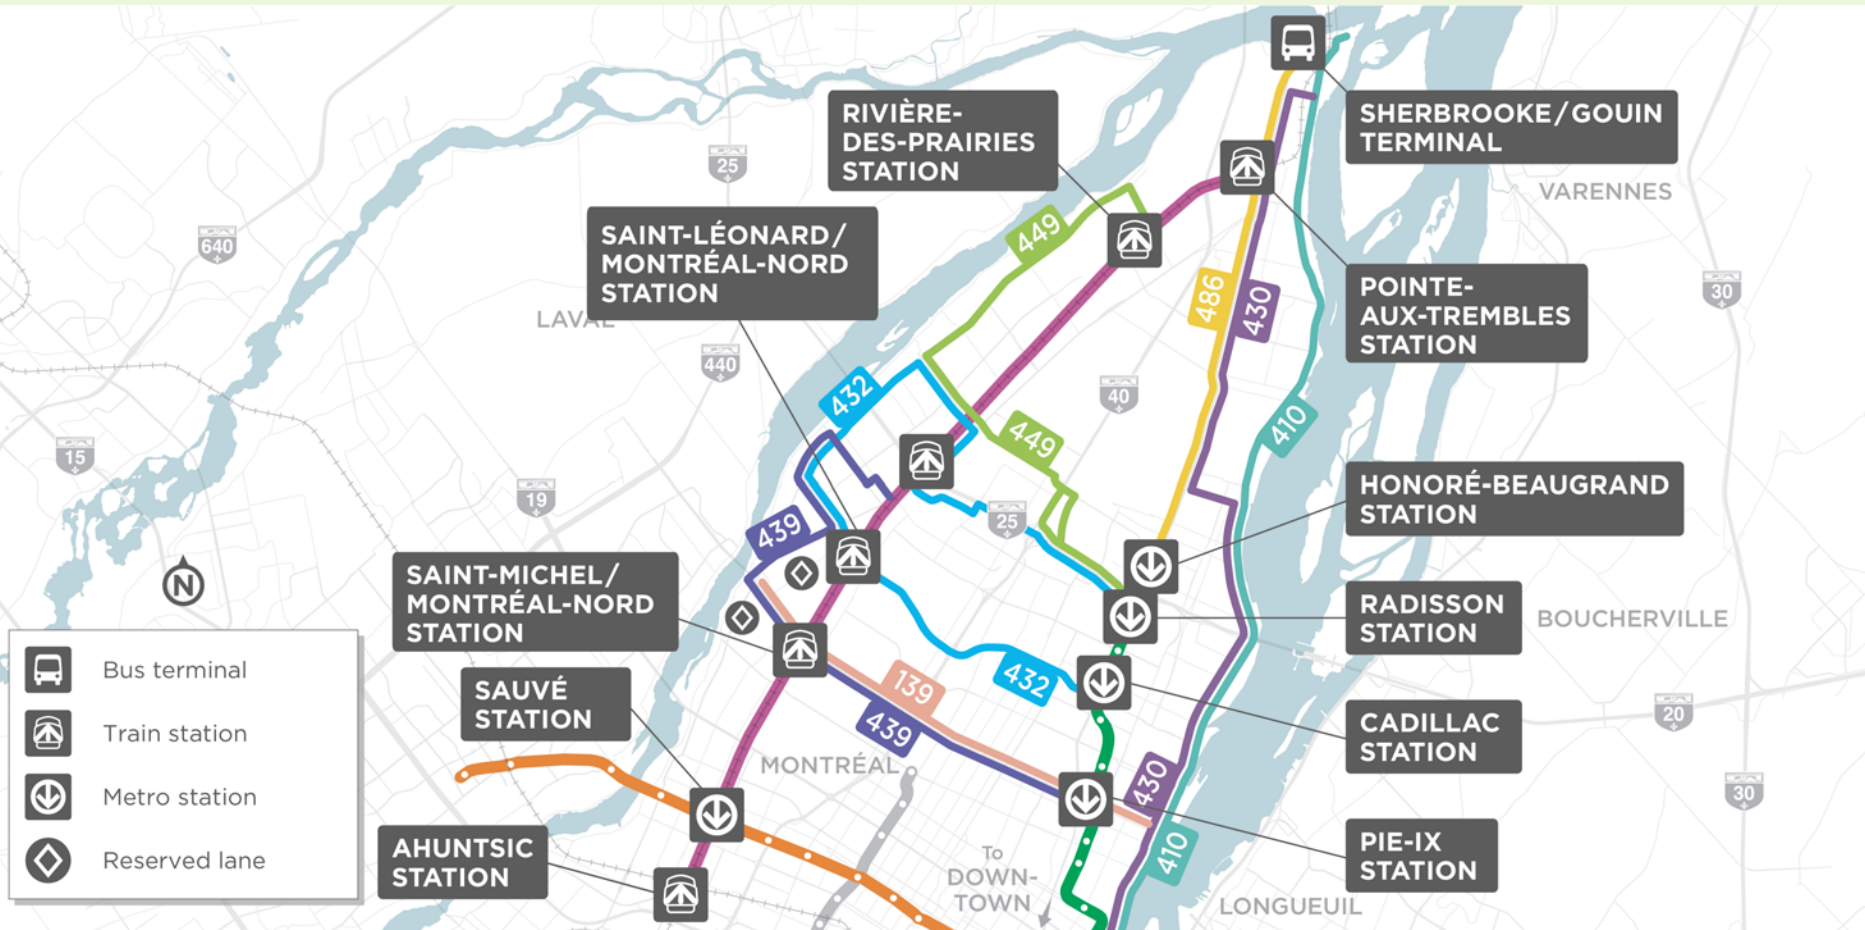 SHERBROOKE/GOUIN
TERMINAL
RIVIÈRE-
DES-PRAIRIES
STATION
25
VARENNES
640
SAINT-LÉONARD/
MONTRÉAL-NORD
STATION
449
486
430
POINTE-
AUX-TREMBLES
STATION
30
LAVAL
440
432
40
410
449
15
19
HONORÉ-BEAUGRAND
STATION
25
439
N
SAINT-MICHEL/
MONTRÉAL-NORD
STATION
RADISSON
STATION
BOUCHERVILLE
Bus terminal
Train station
Metro station
Reserved lane
SAUVÉ
STATION
139
432
439
CADILLAC
STATION
20
MONTRÉAL
430
30
AHUNTSIC
STATION
To
DOWN-
TOWN
410
PIE-IX
STATION
LONGUEUIL